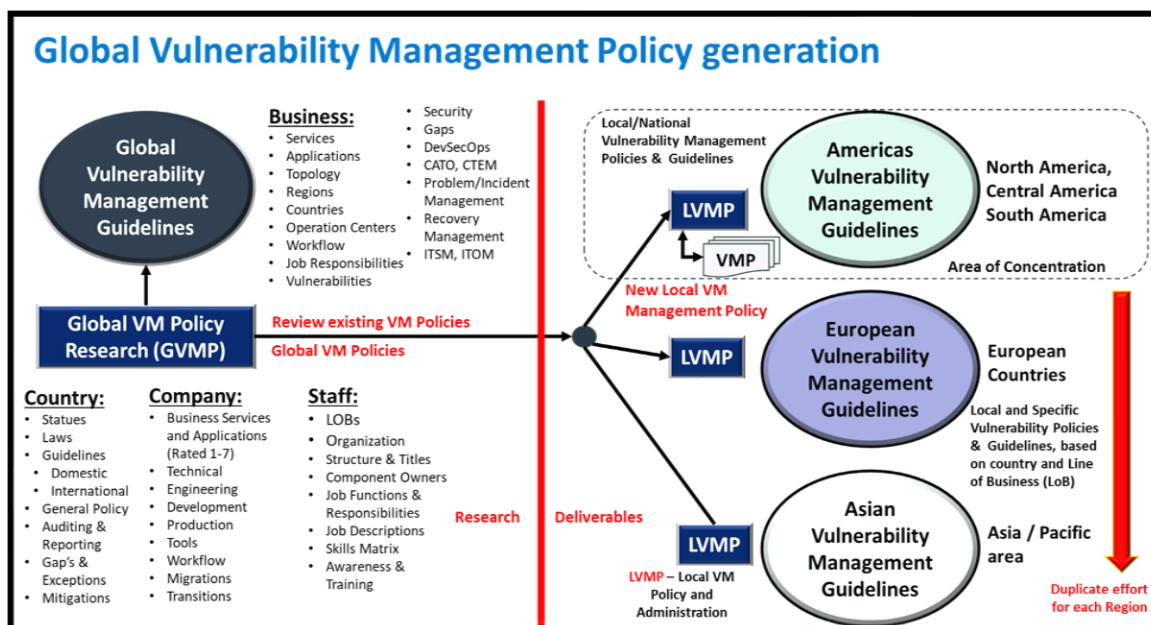 Global Vulnerability Management Policy generation
Global
Vulnerability
Management
Guidelines
Business:
• Services
• Applications
• Topology
• Regions
• Countries
• Operation Centers
• Workflow
• Job Responsibilities
• Vulnerabilities
• Security
• Gaps
• DevSecOps
• CATO, CTEM
• Problem/Incident
Management
• Recovery
Management
• ITSM, ITOM
Global VM Policy
Research (GVMP)
Review existing VM Policies
Global VM Policies
Country:
• Statues
• Laws
• Guidelines
• Domestic
• International
• General Policy
• Auditing &
Reporting
• Gap's &
Exceptions
• Mitigations
Company:
• Business Services
and Applications
(Rated 1-7)
• Technical
• Engineering
• Development
• Production
• Tools
• Workflow
• Migrations
• Transitions
Staff:
• LOBs
• Organization
• Structure & Titles
• Component Owners
• Job Functions &
Responsibilities
• Job Descriptions
• Skills Matrix
• Awareness &
Training
Research
Deliverables
Local/National
Vulnerability Management
Policies & Guidelines
LVMP
VMP
Americas
Vulnerability
Management
Guidelines
North America,
Central America
South America
Area of Concentration
New Local VM
Management Policy
LVMP
European
Vulnerability
Management
Guidelines
European
Countries
Local and Specific
Vulnerability Policies
& Guidelines, based
on country and Line
of Business (LoB)
LVMP
LVMP – Local VM
Policy and
Administration
Asian
Vulnerability
Management
Guidelines
Asia / Pacific
area
Duplicate effort
for each Region